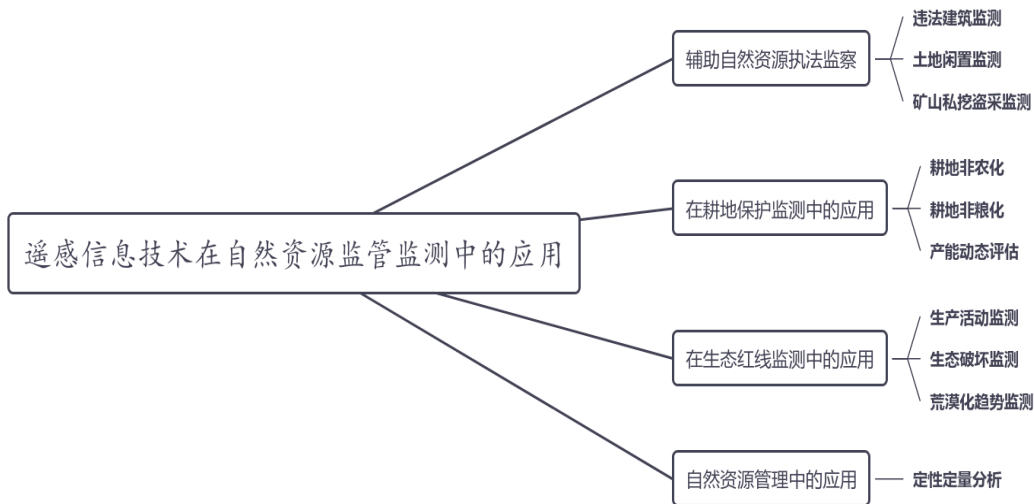 遥感信息技术在自然资源监管监测中的应用
辅助自然资源执法监察
违法建筑监测
土地闲置监测
矿山私挖盗采监测
在耕地保护监测中的应用
耕地非农化
耕地非粮化
产能动态评估
在生态红线监测中的应用
生产活动监测
生态破坏监测
荒漠化趋势监测
自然资源管理中的应用
定性定量分析